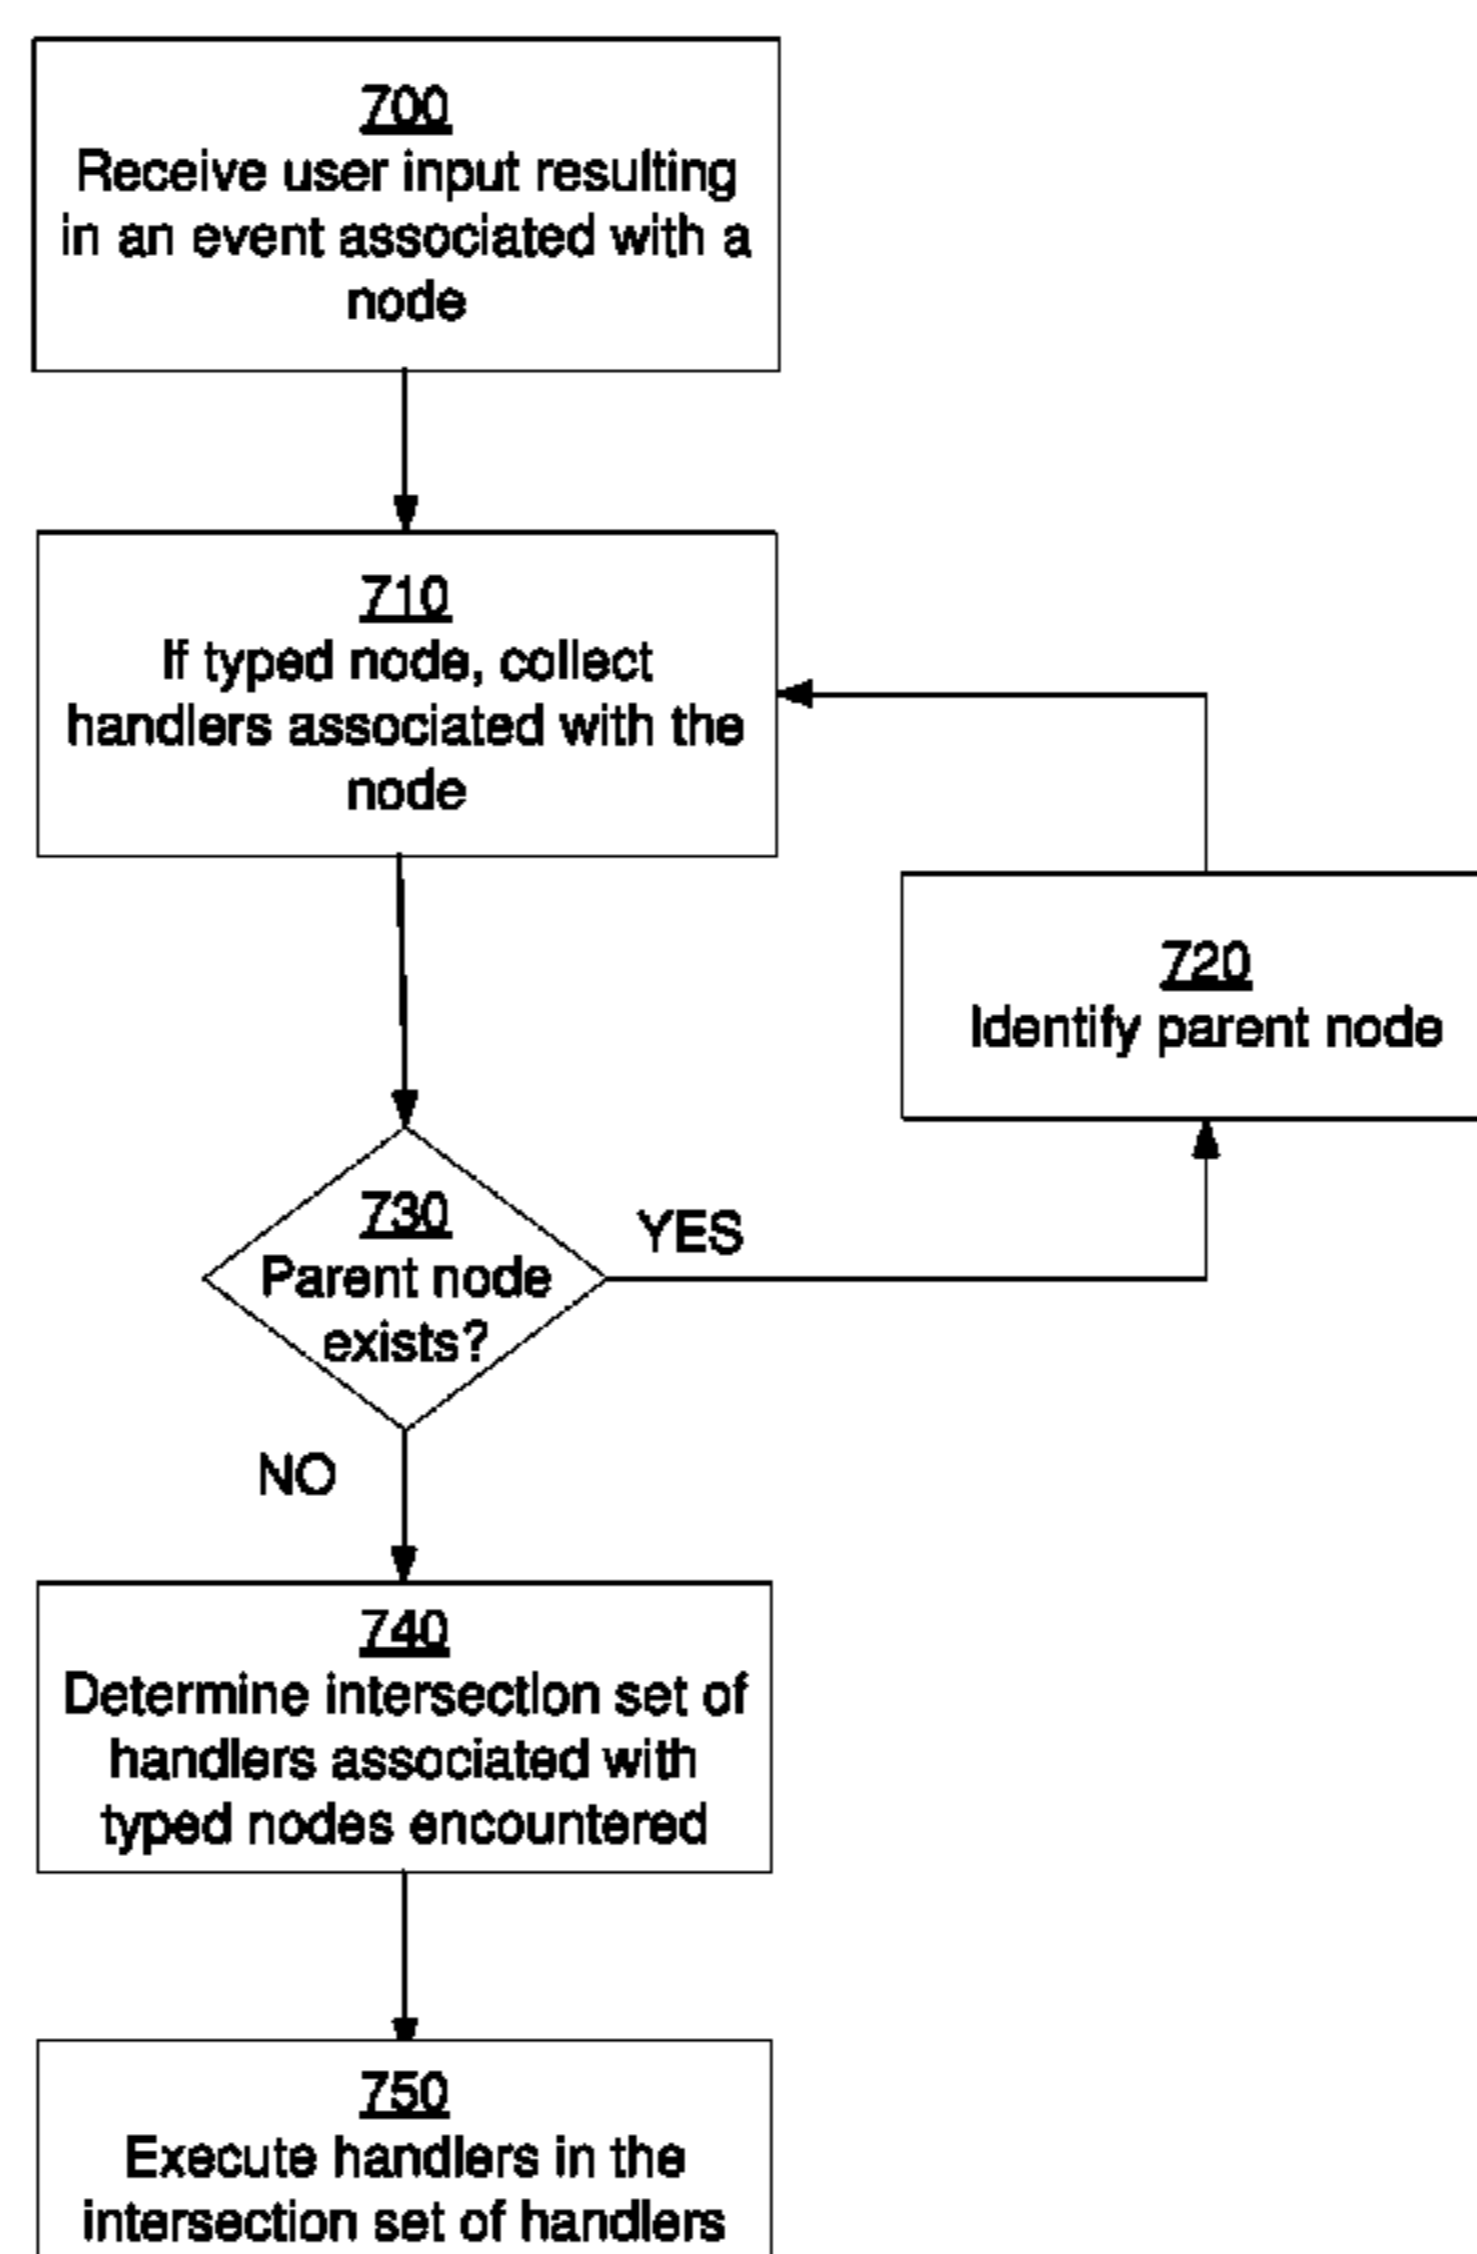 700
Receive user input resulting
in an event associated with a
node
710
If typed node, collect
handlers associated with the
node
720
Identify parent node
730
Parent node
exists?
YES
NO
740
Determine intersection set of
handlers associated with
typed nodes encountered
750
Execute handlers in the
intersection set of handlers